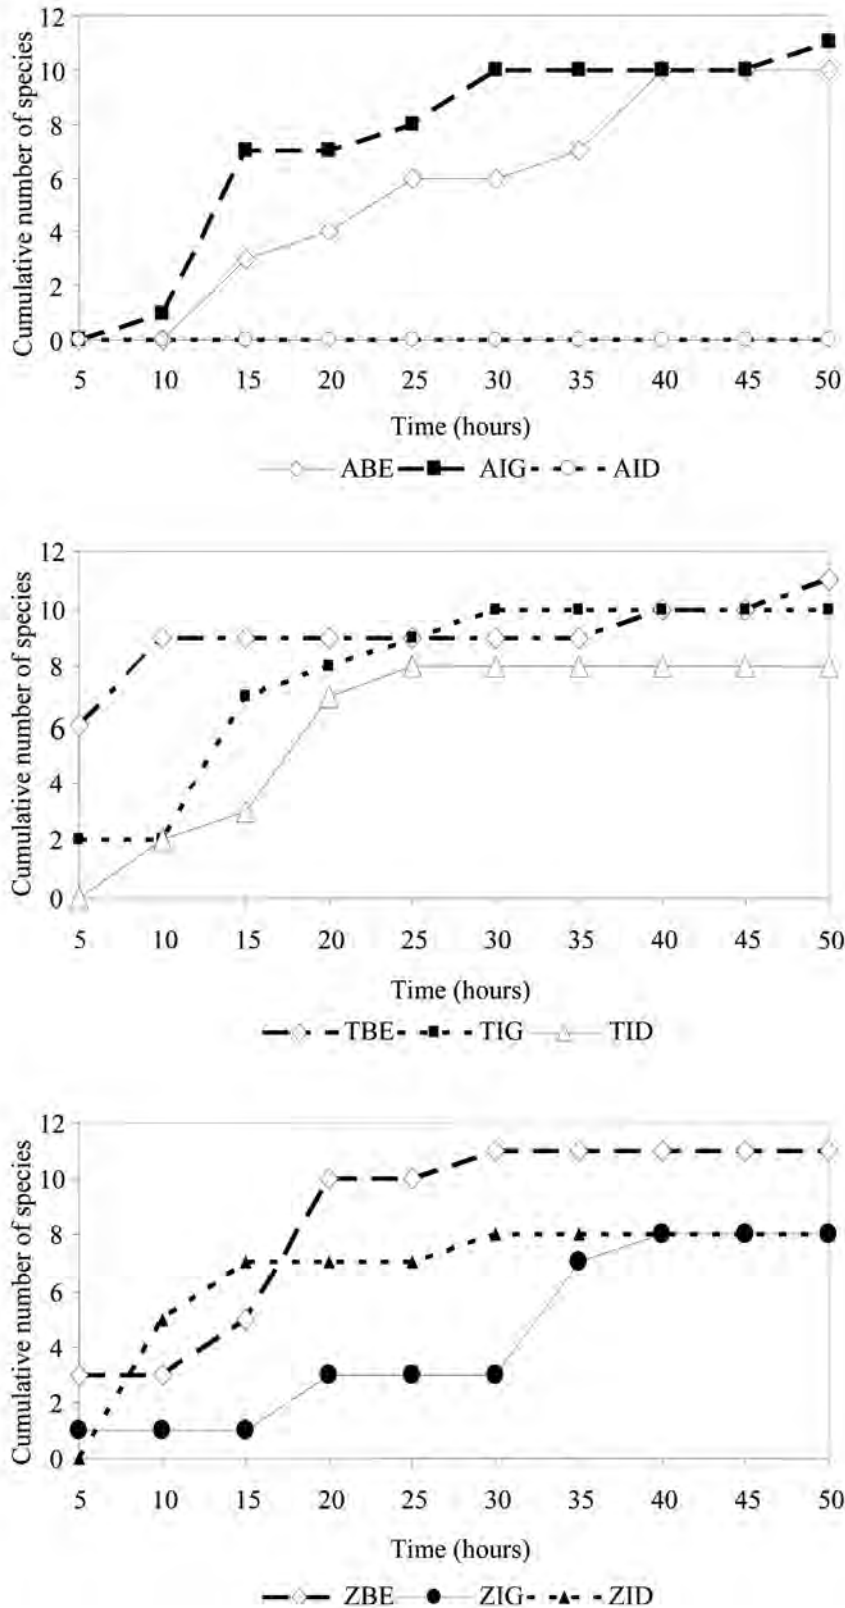 12
10
8
6
4
2
0
Cumulative number of species
5 10 15 20 25 30 35 40 45 50
Time (hours)
ABE AIG AID
12
10
8
6
4
2
0
Cumulative number of species
5 10 15 20 25 30 35 40 45 50
Time (hours)
TBE TIG TID
12
10
8
6
4
2
0
Cumulative number of species
5 10 15 20 25 30 35 40 45 50
Time (hours)
ZBE ZIG ZID